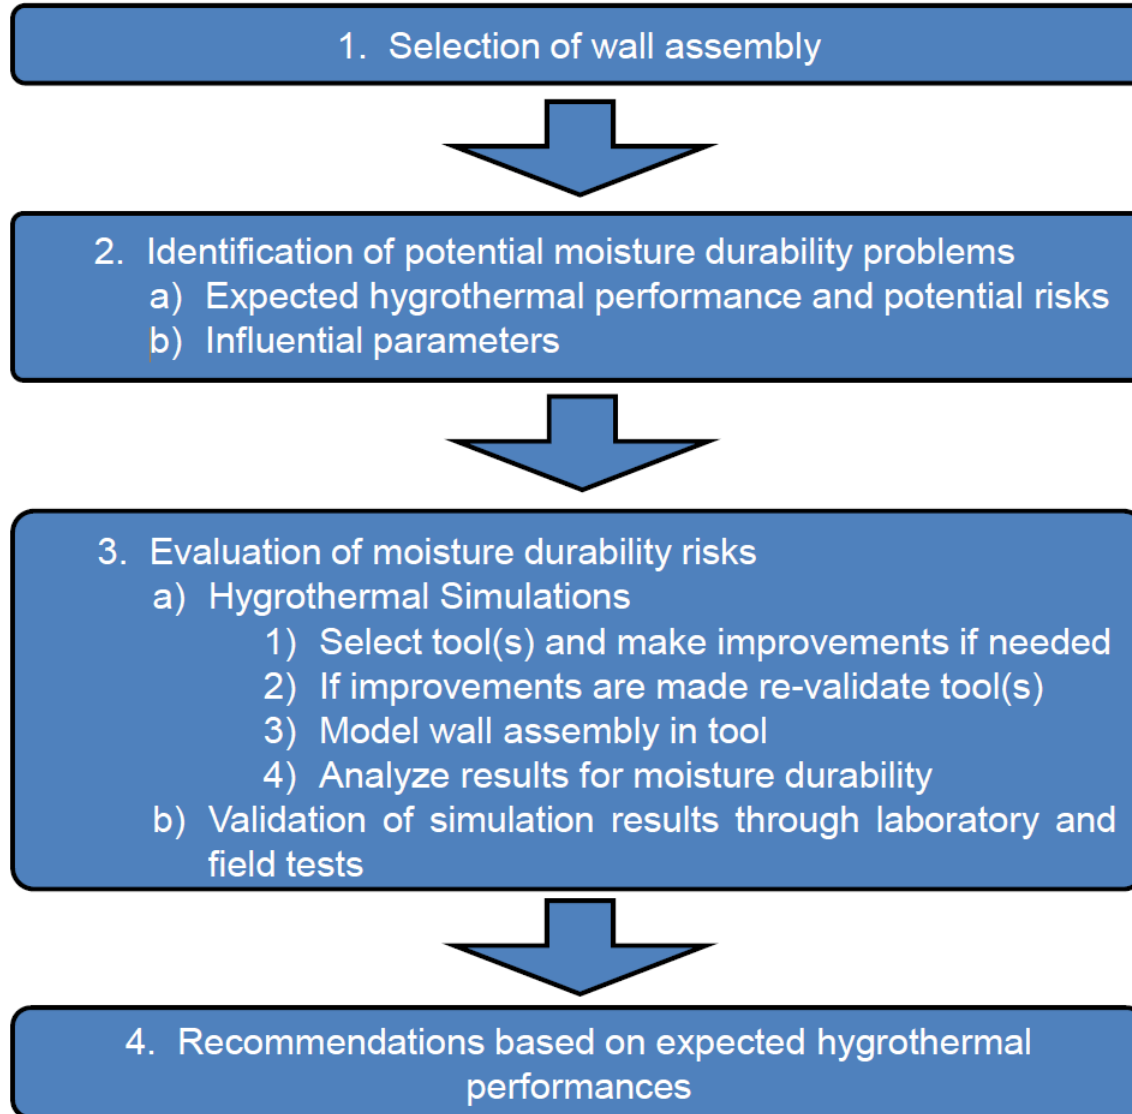 1. Selection of wall assembly
2. Identification of potential moisture durability problems
a) Expected hygrothermal performance and potential risks
b) Influential parameters
3. Evaluation of moisture durability risks
a) Hygrothermal Simulations
1) Select tool(s) and make improvements if needed
2) If improvements are made re-validate tool(s)
3) Model wall assembly in tool
4) Analyze results for moisture durability
b) Validation of simulation results through laboratory and
field tests
4. Recommendations based on expected hygrothermal
performances